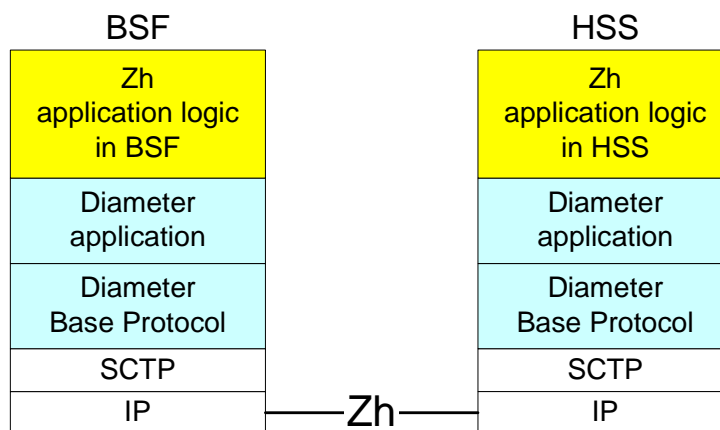 BSF
Zh
application logic
in BSF
Diameter
application
Diameter
Base Protocol
SCTP
IP
Zh
HSS
Zh
application logic
in HSS
Diameter
application
Diameter
Base Protocol
SCTP
IP